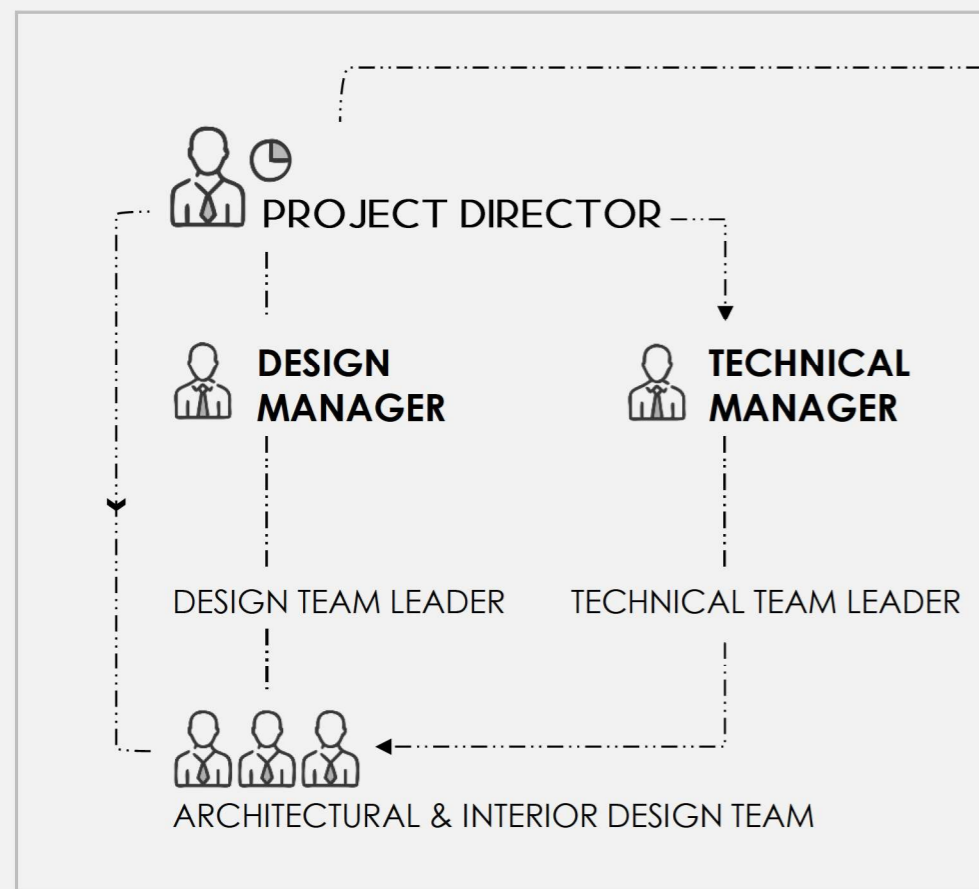 PROJECT DIRECTOR
DESIGN
MANAGER
TECHNICAL
MANAGER
DESIGN TEAM LEADER
TECHNICAL TEAM LEADER
ARCHITECTURAL & INTERIOR DESIGN TEAM